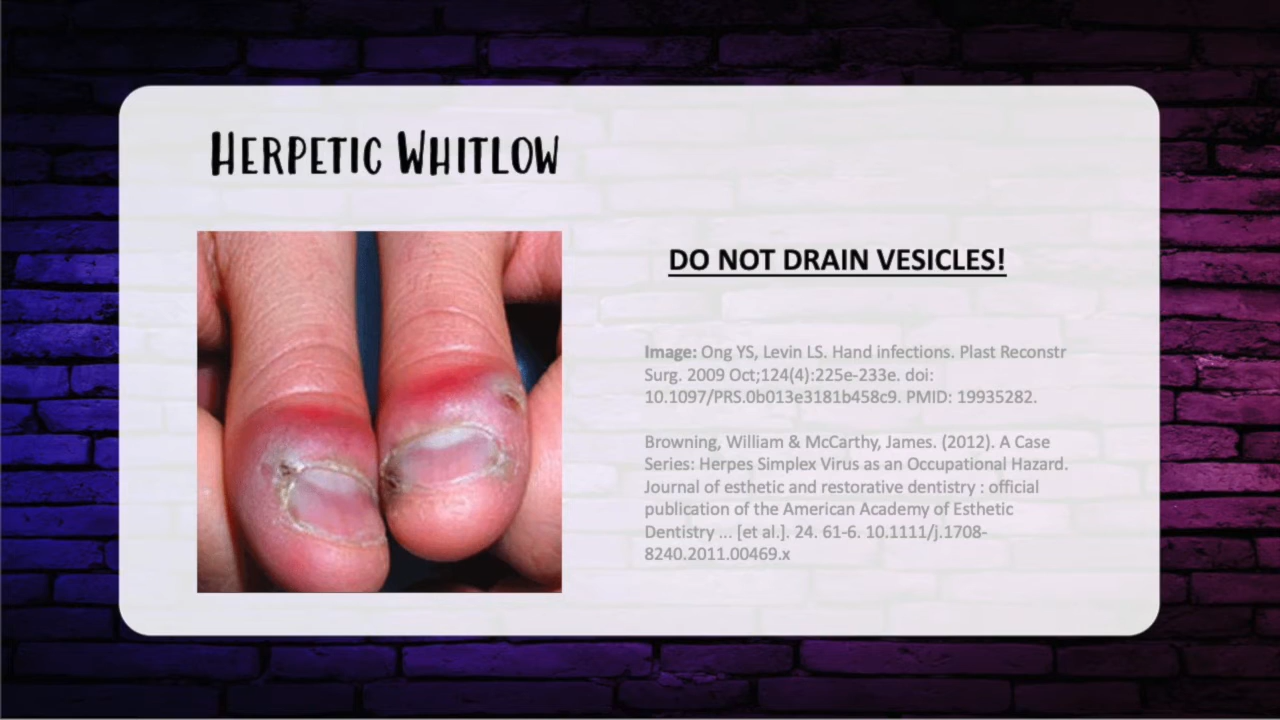 HERPETIC WHITLOW
DO NOT DRAIN VESICLES!
Image: Ong YS, Levin LS. Hand infections. Plast Reconstr
Surg. 2009 Oct;124(4):225e-233e. doi:
10.1097/PRS.0b013e3181b458c9. PMID: 19935282.
Browning, William & McCarthy, James. (2012). A Case
Series: Herpes Simplex Virus as an Occupational Hazard.
Journal of esthetic and restorative dentistry : official
publication of the American Academy of Esthetic
Dentistry ... [et al.]. 24. 61-6. 10.1111/j.1708-
8240.2011.00469.x